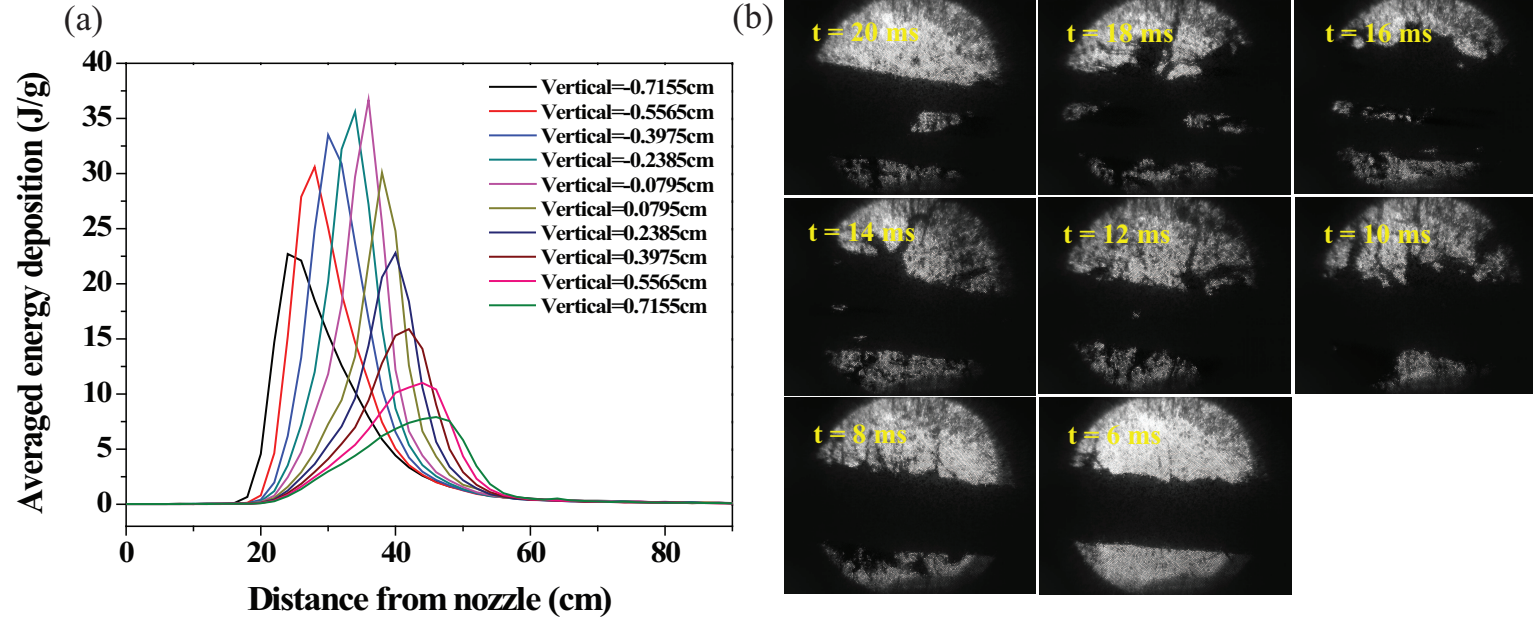 (a)
Averaged energy deposition (J/g)
40
35
30
25
20
15
10
5
0
0
20
40
60
80
Distance from nozzle (cm)
Vertical=-0.7155cm
Vertical=-0.5565cm
Vertical=-0.3975cm
Vertical=-0.2385cm
Vertical=-0.0795cm
Vertical=0.0795cm
Vertical=0.2385cm
Vertical=0.3975cm
Vertical=0.5565cm
Vertical=0.7155cm
(b)
t = 20 ms
t = 18 ms
t = 16 ms
t = 14 ms
t = 12 ms
t = 10 ms
t = 8 ms
t = 6 ms